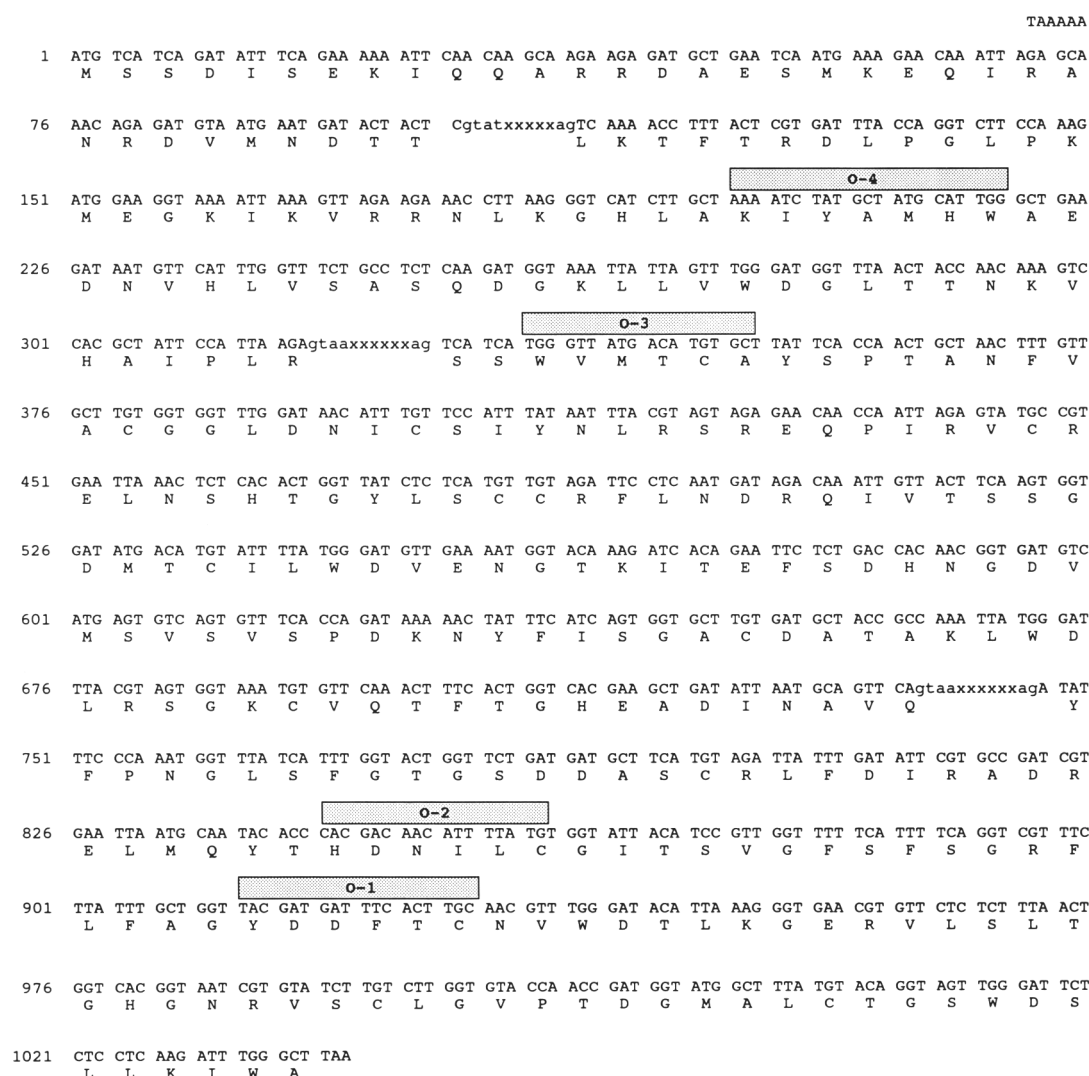 TAAAAA
1 ATG TCA TCA GAT ATT TCA GAA AAA ATT CAA CAA GCA AGA AGA GAT GCT GAA TCA ATG AAA GAA CAA ATT AGA GCA
M S S D I S E K I Q Q A R R D A E S M K E Q I R A
76 AAC AGA GAT GTA ATG AAT GAT ACT ACT CgtatxxxxxagTC AAA ACC TTT ACT CGT GAT TTA CCA GGT CTT CCA AAG
N R D V M N D T T L K T F T R D L P G L P K
O-4
151 ATG GAA GGT AAA ATT AAA GTT AGA AGA AAC CTT AAG GGT CAT CTT GCT AAA ATC TAT GCT ATG CAT TGG GCT GAA
M E G K I K V R R N L K G H L A K I Y A M H W A E
226 GAT AAT GTT CAT TTG GTT TCT GCC TCT CAA GAT GGT AAA TTA TTA GTT TGG GAT GGT TTA ACT ACC AAC AAA GTC
D N V H L V S A S Q D G K L L V W D G L T T N K V
O-3
301 CAC GCT ATT CCA TTA AGAgtaaxxxxxxag TCA TCA TGG GTT ATG ACA TGT GCT TAT TCA CCA ACT GCT AAC TTT GTT
H A I P L R S S W V M T C A Y S P T A N F V
376 GCT TGT GGT GGT TTG GAT AAC ATT TGT TCC ATT TAT AAT TTA CGT AGT AGA GAA CAA CCA ATT AGA GTA TGC CGT
A C G G L D N I C S I Y N L R S R E Q P I R V C R
451 GAA TTA AAC TCT CAC ACT GGT TAT CTC TCA TGT TGT AGA TTC CTC AAT GAT AGA CAA ATT GTT ACT TCA AGT GGT
E L N S H T G Y L S C C R F L N D R Q I V T S S G
526 GAT ATG ACA TGT ATT TTA TGG GAT GTT GAA AAT GGT ACA AAG ATC ACA GAA TTC TCT GAC CAC AAC GGT GAT GTC
D M T C I L W D V E N G T K I T E F S D H N G D V
601 ATG AGT GTC AGT GTT TCA CCA GAT AAA AAC TAT TTC ATC AGT GGT GCT TGT GAT GCT ACC GCC AAA TTA TGG GAT
M S V S V S P D K N Y F I S G A C D A T A K L W D
676 TTA CGT AGT GGT AAA TGT GTT CAA ACT TTC ACT GGT CAC GAA GCT GAT ATT AAT GCA GTT CAgtaaxxxxxxagA TAT
L R S G K C V Q T F T G H E A D I N A V Q Y
751 TTC CCA AAT GGT TTA TCA TTT GGT ACT GGT TCT GAT GAT GCT TCA TGT AGA TTA TTT GAT ATT CGT GCC GAT CGT
F P N G L S F G T G S D D A S C R L F D I R A D R
O-2
826 GAA TTA ATG CAA TAC ACC CAC GAC AAC ATT TTA TGT GGT ATT ACA TCC GTT GGT TTT TCA TTT TCA GGT CGT TTC
E L M Q Y T H D N I L C G I T S V G F S F S G R F
O-1
901 TTA TTT GCT GGT TAC GAT GAT TTC ACT TGC AAC GTT TGG GAT ACA TTA AAG GGT GAA CGT GTT CTC TCT TTA ACT
L F A G Y D D F T C N V W D T L K G E R V L S L T
976 GGT CAC GGT AAT CGT GTA TCT TGT CTT GGT GTA CCA ACC GAT GGT ATG GCT TTA TGT ACA GGT AGT TGG GAT TCT
G H G N R V S C L G V P T D G M A L C T G S W D S
1021 CTC CTC AAG ATT TGG GCT TAA
L L K I W A